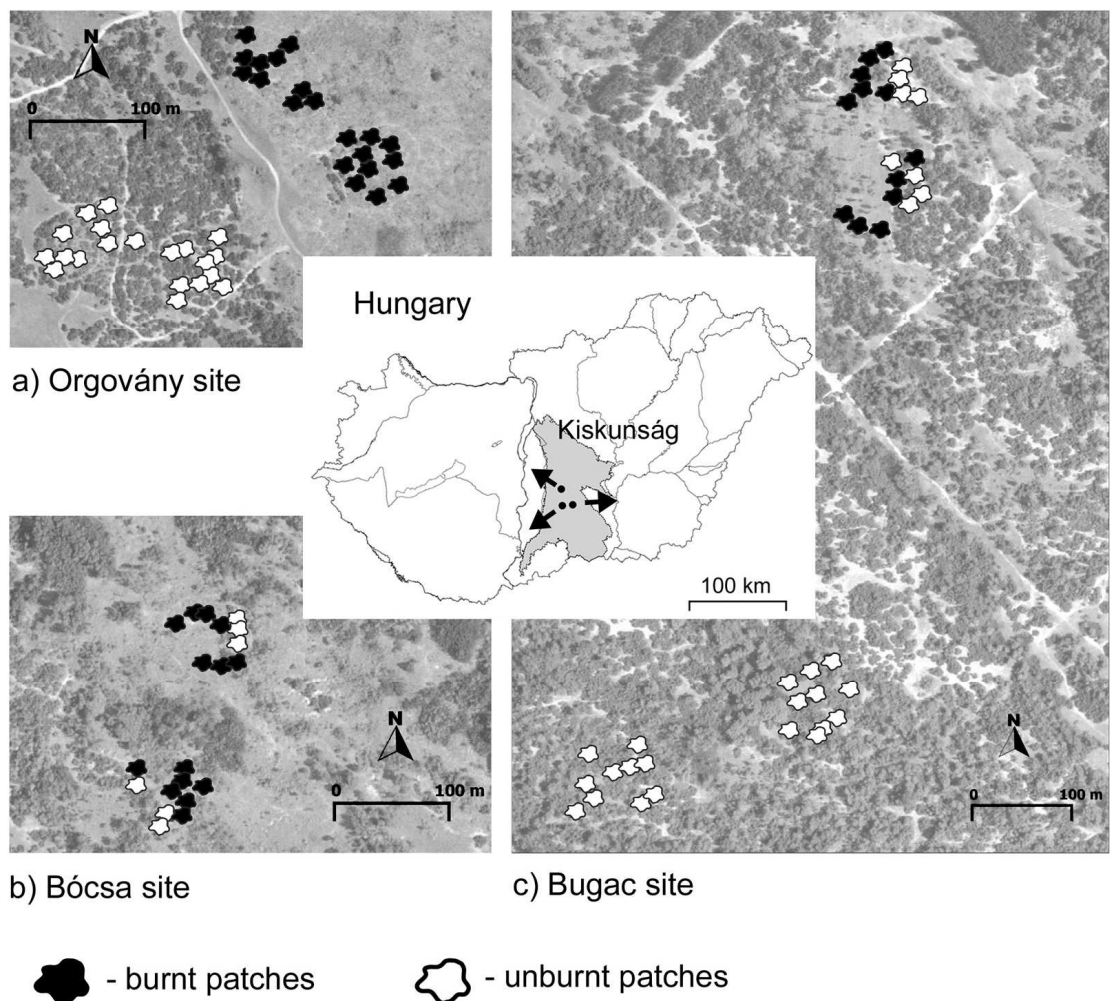 N
0 100 m
a) Orgovány site
Hungary
Kiskunság
100 km
N
0 100 m
b) Bócsa site
N
0 100 m
c) Bugac site
- burnt patches
- unburnt patches